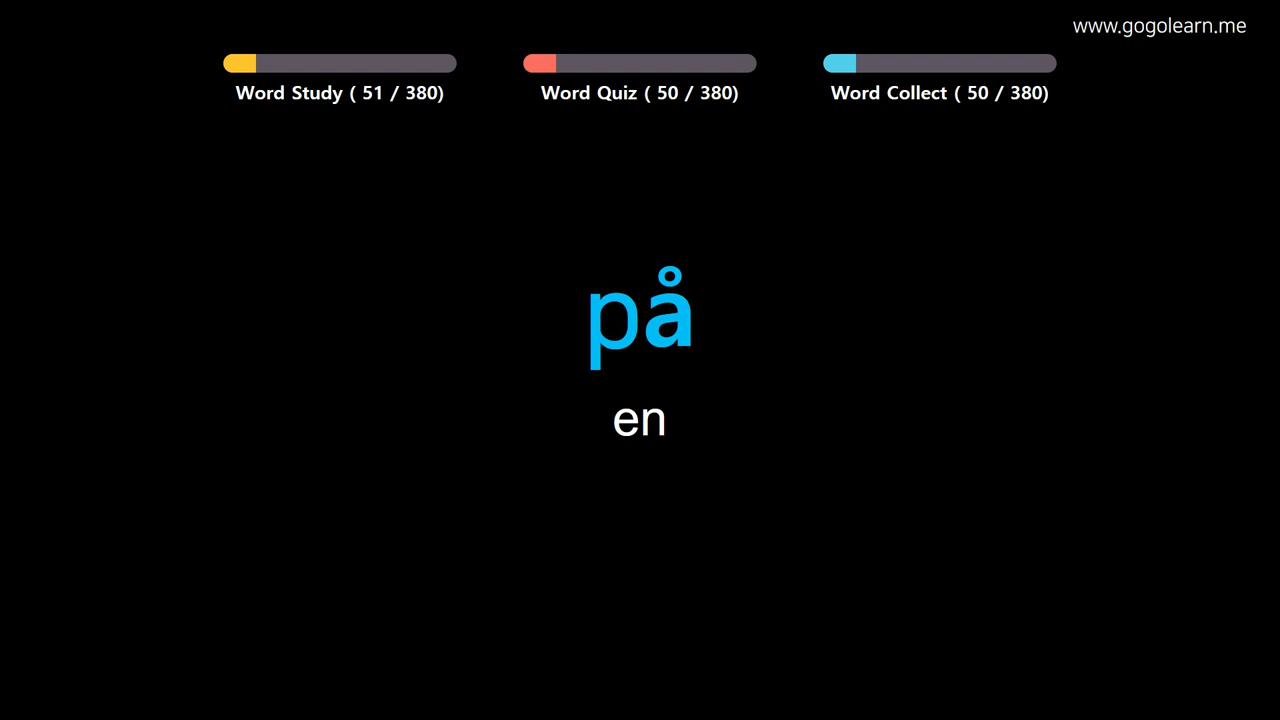 www.gogolearn.me
Word Study ( 51 / 380)
Word Quiz ( 50 / 380)
Word Collect ( 50 / 380)
på
en